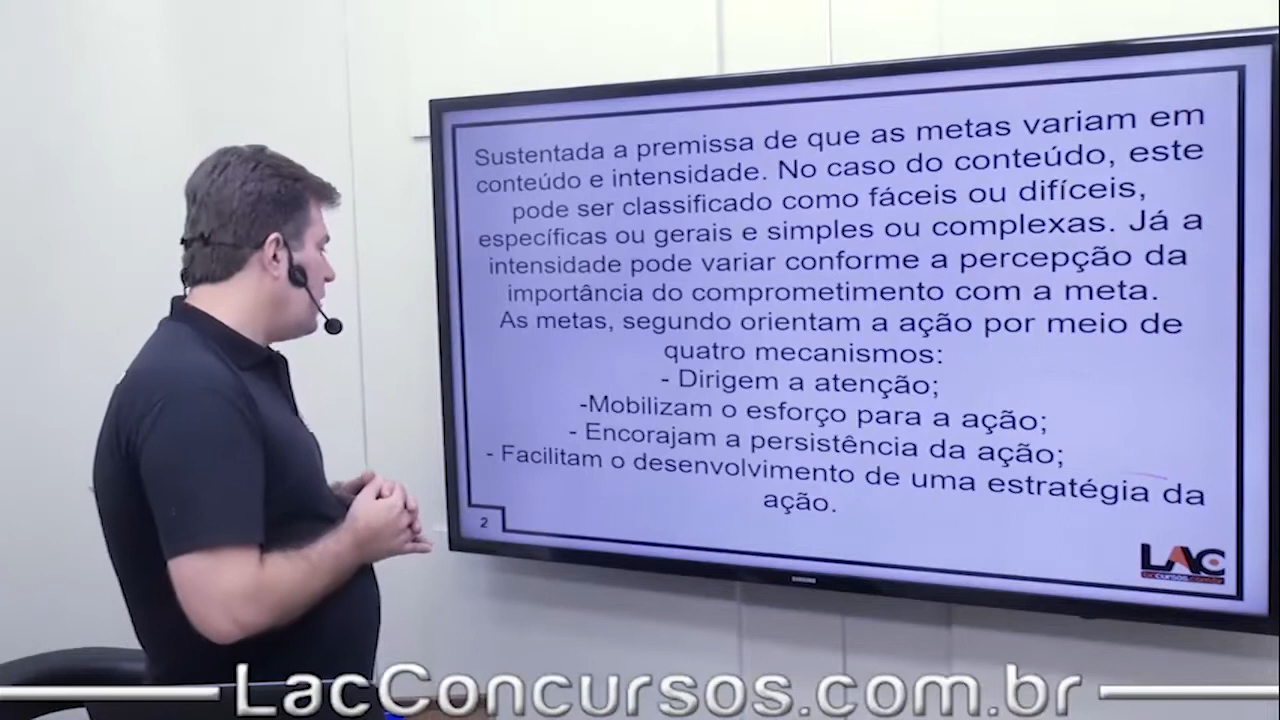 Sustentada a premissa de que as metas variam em
conteúdo e intensidade. No caso do conteúdo, este
pode ser classificado como fáceis ou difíceis,
específicas ou gerais e simples ou complexas. Já a
intensidade pode variar conforme a percepção da
importância do comprometimento com a meta.
As metas, segundo orientam a ação por meio de
quatro mecanismos:
- Dirigem a atenção;
-Mobilizam o esforço para a ação;
- Encorajam a persistência da ação;
- Facilitam o desenvolvimento de uma estratégia da
ação.
2
LAC
SAMSUNG
LacConcursos.com.br